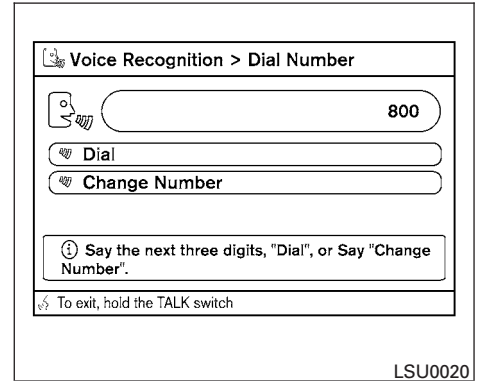 Voice Recognition > Dial Number
800
Dial
Change Number
Say the next three digits, "Dial", or Say "Change
Number".
To exit, hold the TALK switch
LSU0020